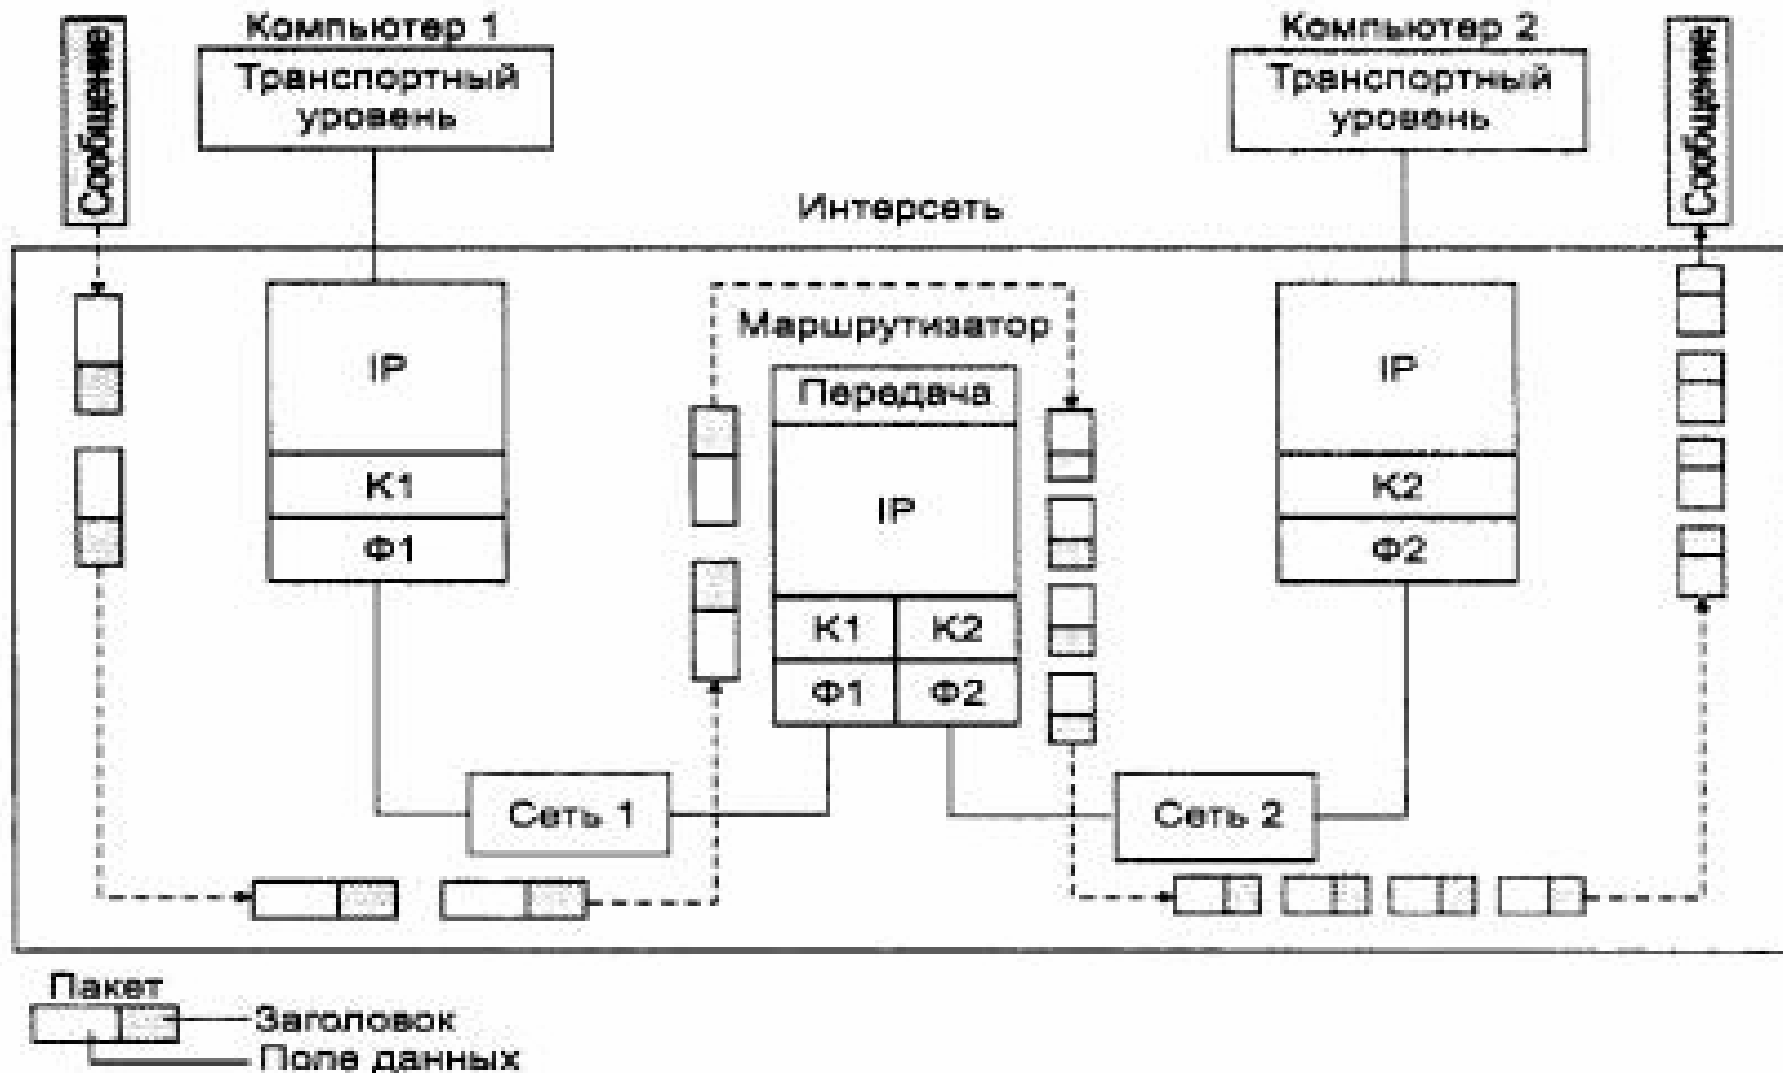 Сообщение
Компьютер 1
Транспортный
уровень
Компьютер 2
Транспортный
уровень
Сообщение
Интерсеть
IP
К1
Ф1
Маршрутизатор
Передача
IP
К1
К2
Ф1
Ф2
IP
К2
Ф2
Сеть 1
Сеть 2
Пакет
Заголовок
Поле данных